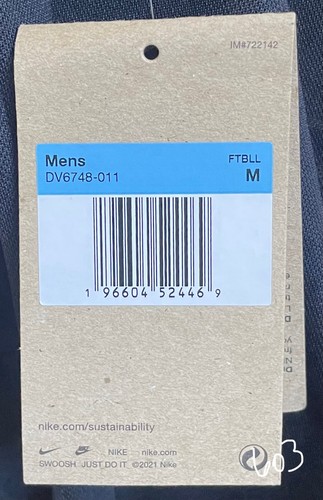 IM#722142
Mens FTBLL
DV6748-011 M
1 96604 52446 9
nike.com/sustainability
NIKE nike.com
SWOOSH JUST DO IT ©2021 Nike